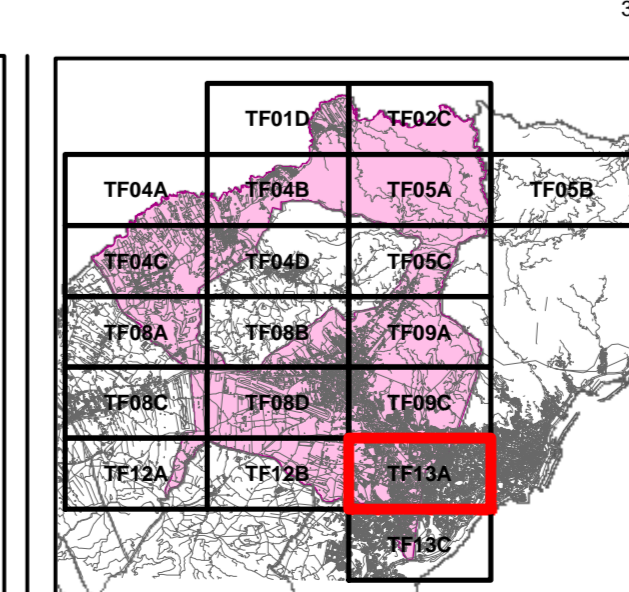 3
TF01D TF02C
TF04A TF04B TF05A TF05B
TF04C TF04D TF05C
TF08A TF08B TF09A
TF08C TF08D TF09C
TF12A TF12B TF13A
TF13C